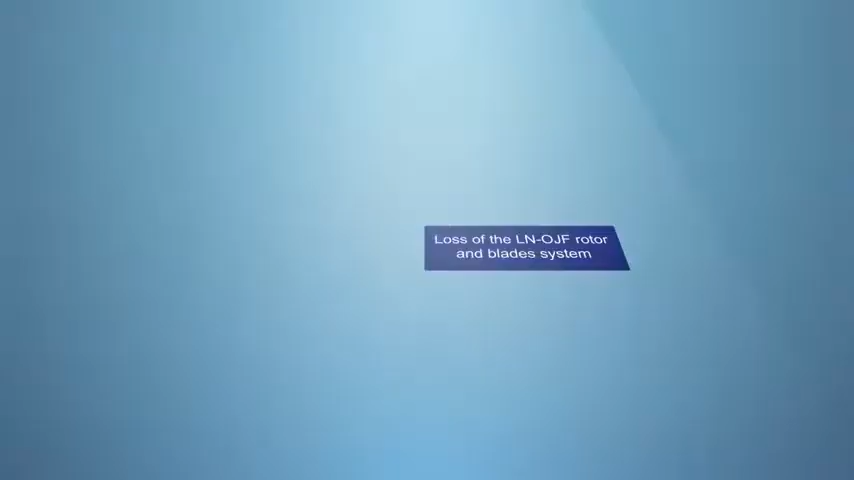 Loss of the LN-OJF rotor
and blades system